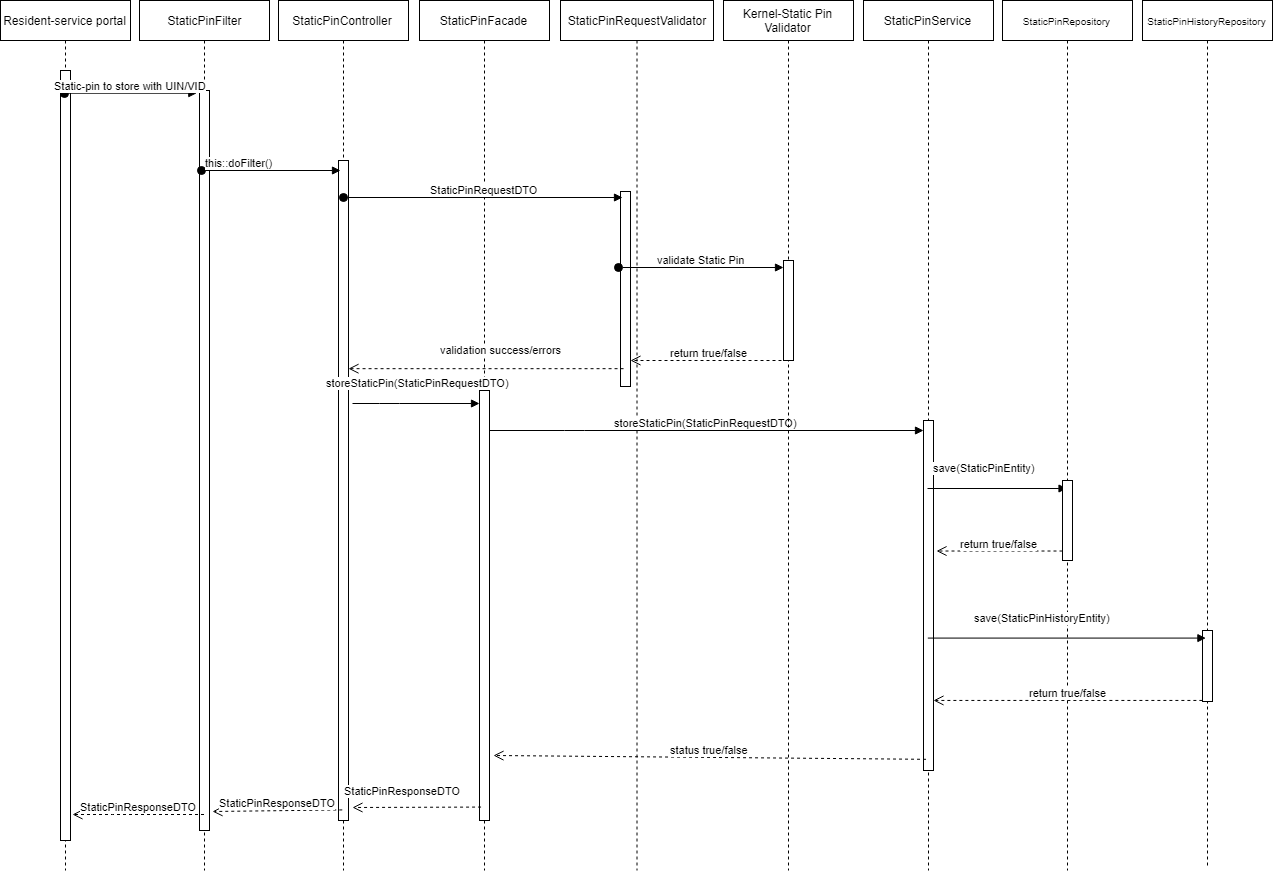 Resident-service portal
StaticPinFilter
StaticPinController
StaticPinFacade
StaticPinRequestValidator
Kernel-Static Pin
Validator
StaticPinService
StaticPinRepository
StaticPinHistoryRepository
Static-pin to store with UIN/VID
this::doFilter()
StaticPinRequestDTO
validate Static Pin
return true/false
validation success/errors
storeStaticPin(StaticPinRequestDTO)
storeStaticPin(StaticPinRequestDTO)
save(StaticPinEntity)
return true/false
save(StaticPinHistoryEntity)
return true/false
status true/false
StaticPinResponseDTO
StaticPinResponseDTO
StaticPinResponseDTO